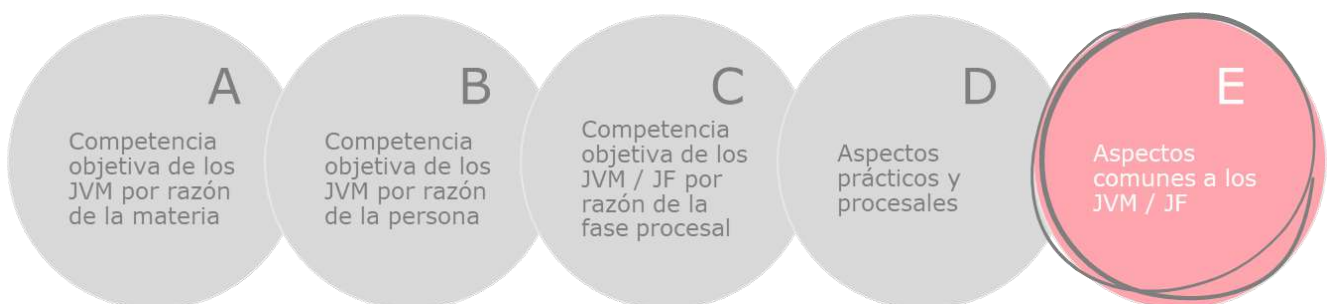 A
Competencia
objetiva de los
JVM por razón
de la materia
B
Competencia
objetiva de los
JVM por razón
de la persona
C
Competencia
objetiva de los
JVM / JF por
razón de la
fase procesal
D
Aspectos
prácticos y
procesales
E
Aspectos
comunes a los
JVM / JF